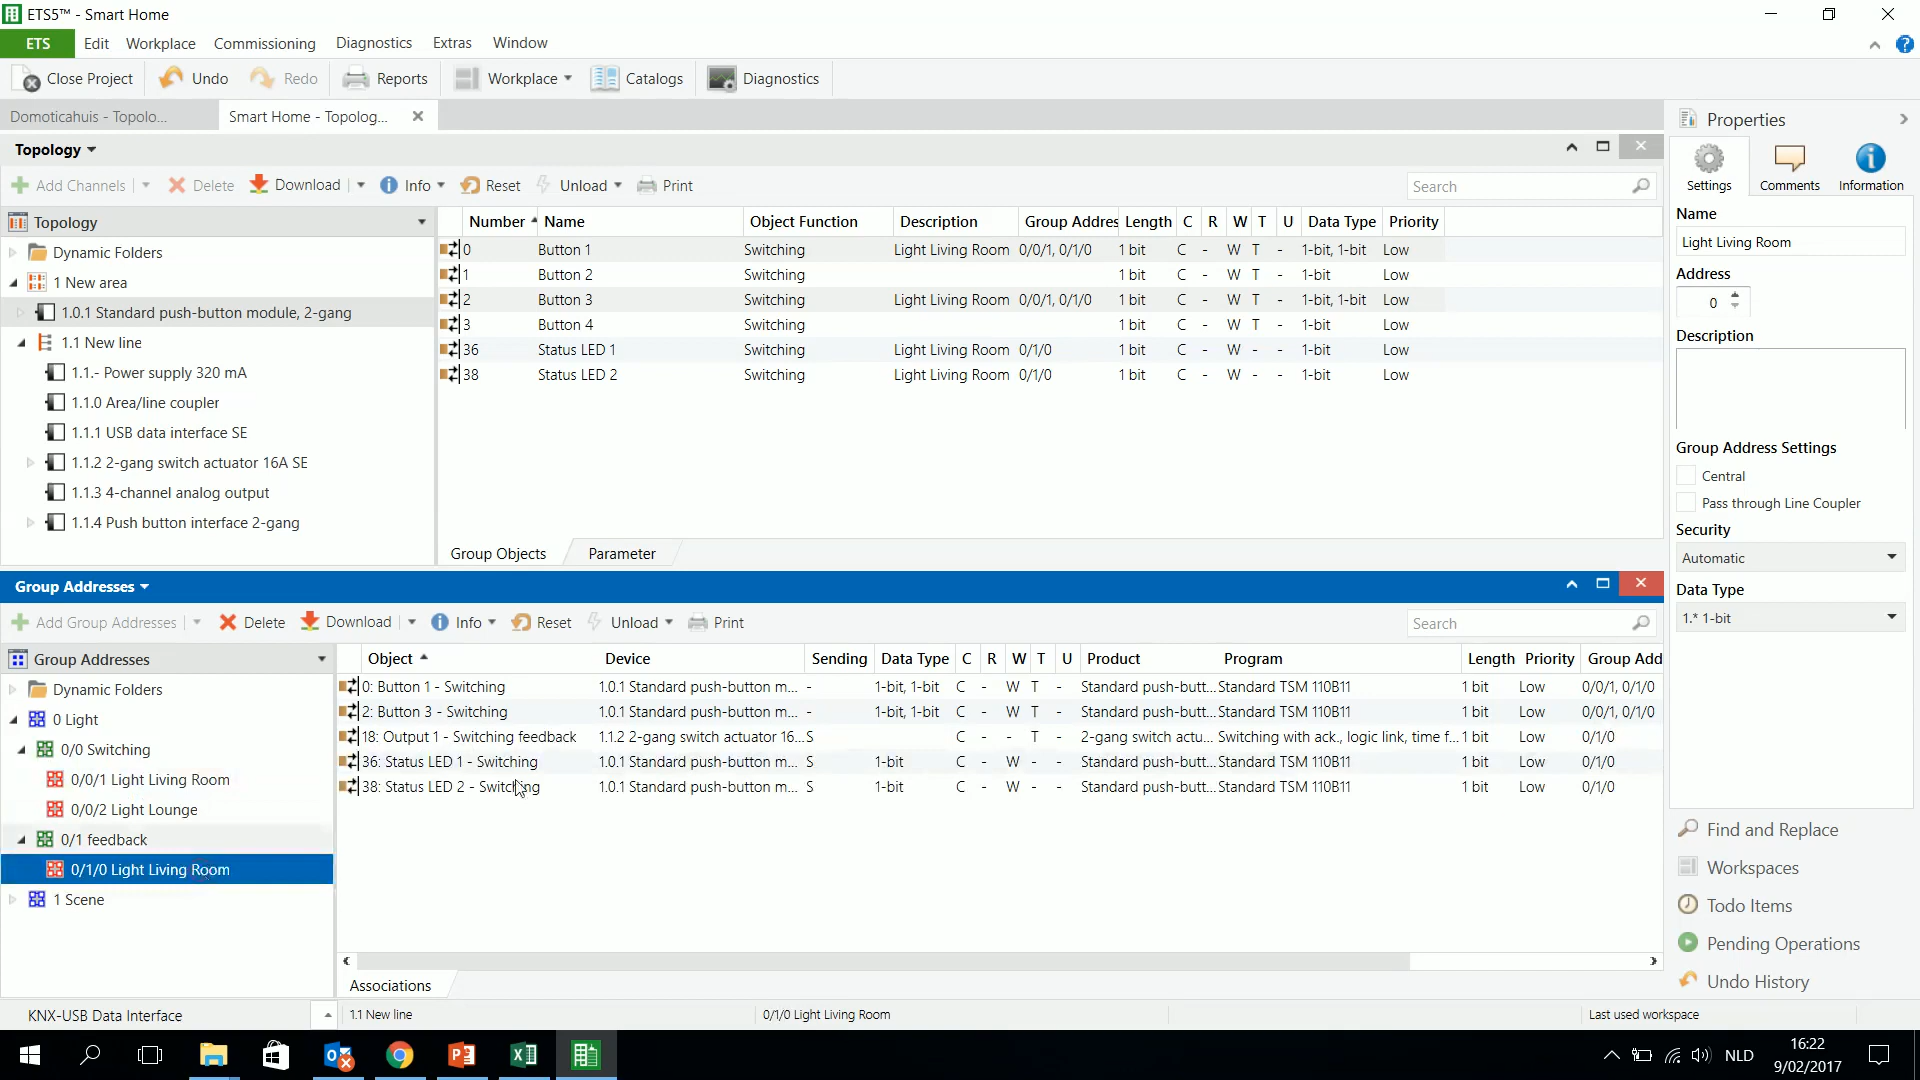 ETS5™ - Smart Home
ETS Edit Workplace Commissioning Diagnostics Extras Window
Close Project Undo Redo Reports Workplace Catalogs Diagnostics
Domoticahuis - Topolo... Smart Home - Topolog...
Topology
Add Channels Delete Download Info Reset Unload Print Search
Topology
Dynamic Folders
1 New area
1.0.1 Standard push-button module, 2-gang
1.1 New line
1.1.- Power supply 320 mA
1.1.0 Area/line coupler
1.1.1 USB data interface SE
1.1.2 2-gang switch actuator 16A SE
1.1.3 4-channel analog output
1.1.4 Push button interface 2-gang
Number Name Object Function Description Group Addres Length C R W T U Data Type Priority
0 Button 1 Switching Light Living Room 0/0/1, 0/1/0 1 bit C - W T - 1-bit, 1-bit Low
1 Button 2 Switching 1 bit C - W T - 1-bit Low
2 Button 3 Switching Light Living Room 0/0/1, 0/1/0 1 bit C - W T - 1-bit, 1-bit Low
3 Button 4 Switching 1 bit C - W T - 1-bit Low
36 Status LED 1 Switching Light Living Room 0/1/0 1 bit C - W - - 1-bit Low
38 Status LED 2 Switching Light Living Room 0/1/0 1 bit C - W - - 1-bit Low
Group Objects Parameter
Group Addresses
Add Group Addresses Delete Download Info Reset Unload Print Search
Group Addresses
Dynamic Folders
0 Light
0/0 Switching
0/0/1 Light Living Room
0/0/2 Light Lounge
0/1 feedback
0/1/0 Light Living Room
1 Scene
Object Device Sending Data Type C R W T U Product Program Length Priority Group Add
0: Button 1 - Switching 1.0.1 Standard push-button m... - 1-bit, 1-bit C - W T - Standard push-butt... Standard TSM 110B11 1 bit Low 0/0/1, 0/1/0
2: Button 3 - Switching 1.0.1 Standard push-button m... - 1-bit, 1-bit C - W T - Standard push-butt... Standard TSM 110B11 1 bit Low 0/0/1, 0/1/0
18: Output 1 - Switching feedback 1.1.2 2-gang switch actuator 16... S C - - T - 2-gang switch actu... Switching with ack., logic link, time f... 1 bit Low 0/1/0
36: Status LED 1 - Switching 1.0.1 Standard push-button m... S 1-bit C - W - - Standard push-butt... Standard TSM 110B11 1 bit Low 0/1/0
38: Status LED 2 - Switching 1.0.1 Standard push-button m... S 1-bit C - W - - Standard push-butt... Standard TSM 110B11 1 bit Low 0/1/0
Associations
Properties
Settings Comments Information
Name
Light Living Room
Address
0
Description
Group Address Settings
Central
Pass through Line Coupler
Security
Automatic
Data Type
1.* 1-bit
Find and Replace
Workspaces
Todo Items
Pending Operations
Undo History
KNX-USB Data Interface 1.1 New line 0/1/0 Light Living Room Last used workspace
NLD 16:22
9/02/2017